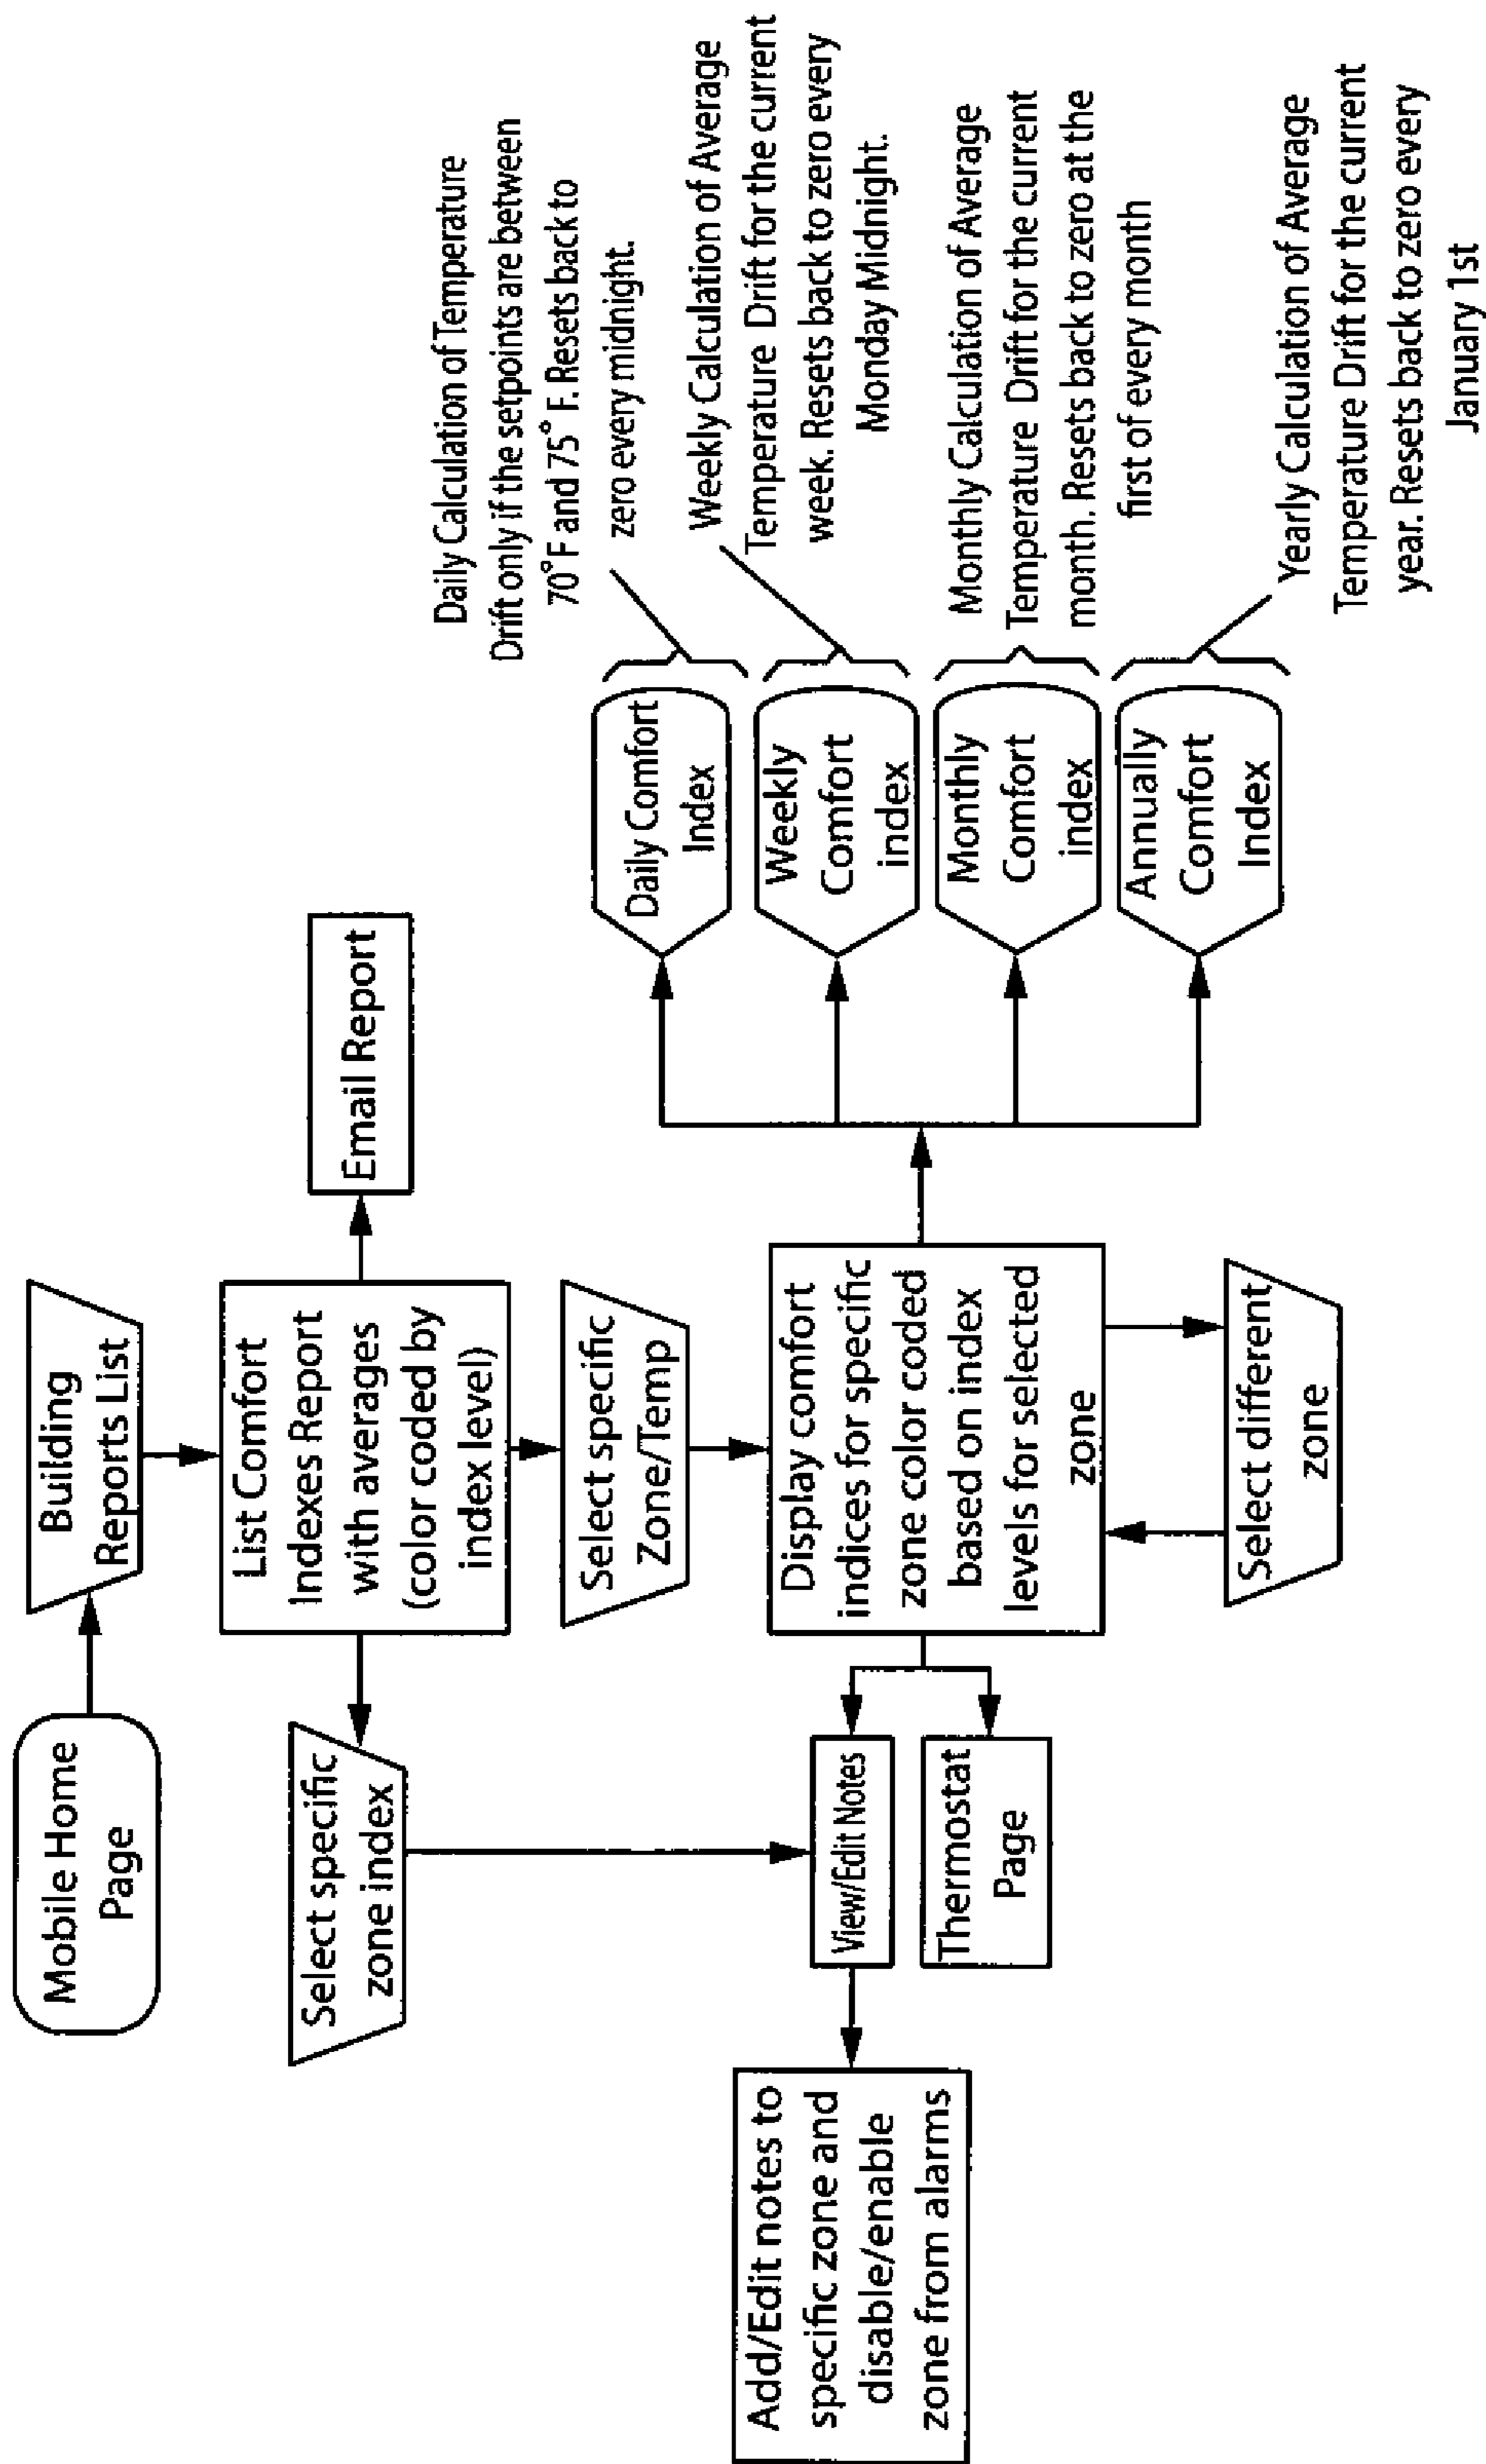 Mobile Home
Page
Building
Reports List
List Comfort
Indexes Report
with averages
(color coded by
index level)
Email Report
Select specific
zone index
Select specific
Zone/Temp
Display comfort
indices for specific
zone color coded
based on index
levels for selected
zone
Select different
zone
View/Edit Notes
Thermostat
Page
Add/Edit notes to
specific zone and
disable/enable
zone from alarms
Daily Comfort
Index
Weekly
Comfort
index
Monthly
Comfort
index
Annually
Comfort
Index
Daily Calculation of Temperature
Drift only if the setpoints are between
70°F and 75° F. Resets back to
zero every midnight.
Weekly Calculation of Average
Temperature Drift for the current
week. Resets back to zero every
Monday Midnight.
Monthly Calculation of Average
Temperature Drift for the current
month. Resets back to zero at the
first of every month
Yearly Calculation of Average
Temperature Drift for the current
year. Resets back to zero every
January 1st